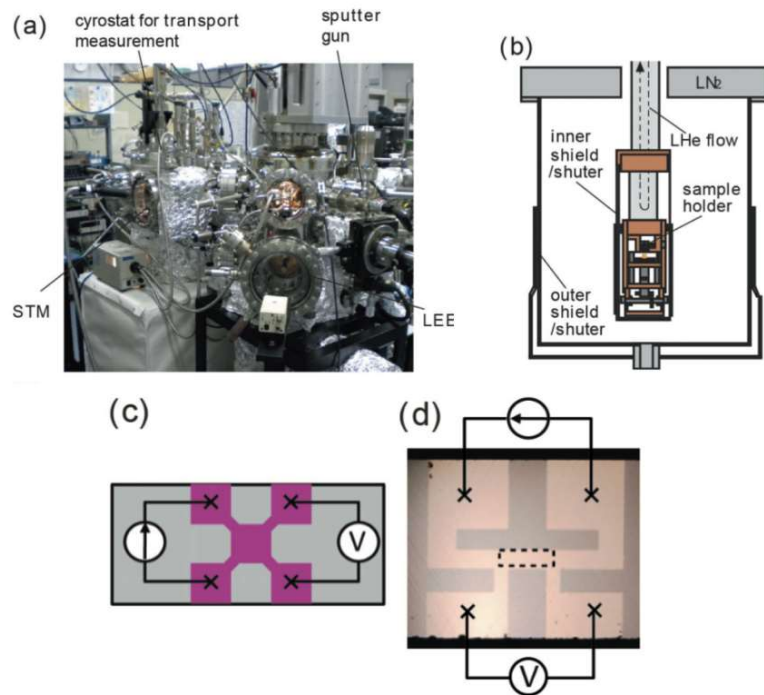 (a)
cyrostat for transport
measurement
sputter
gun
STM
LEE
(b)
LN2
LHe flow
inner
shield
/shuter
sample
holder
outer
shield
/shuter
(c)
V
(d)
V